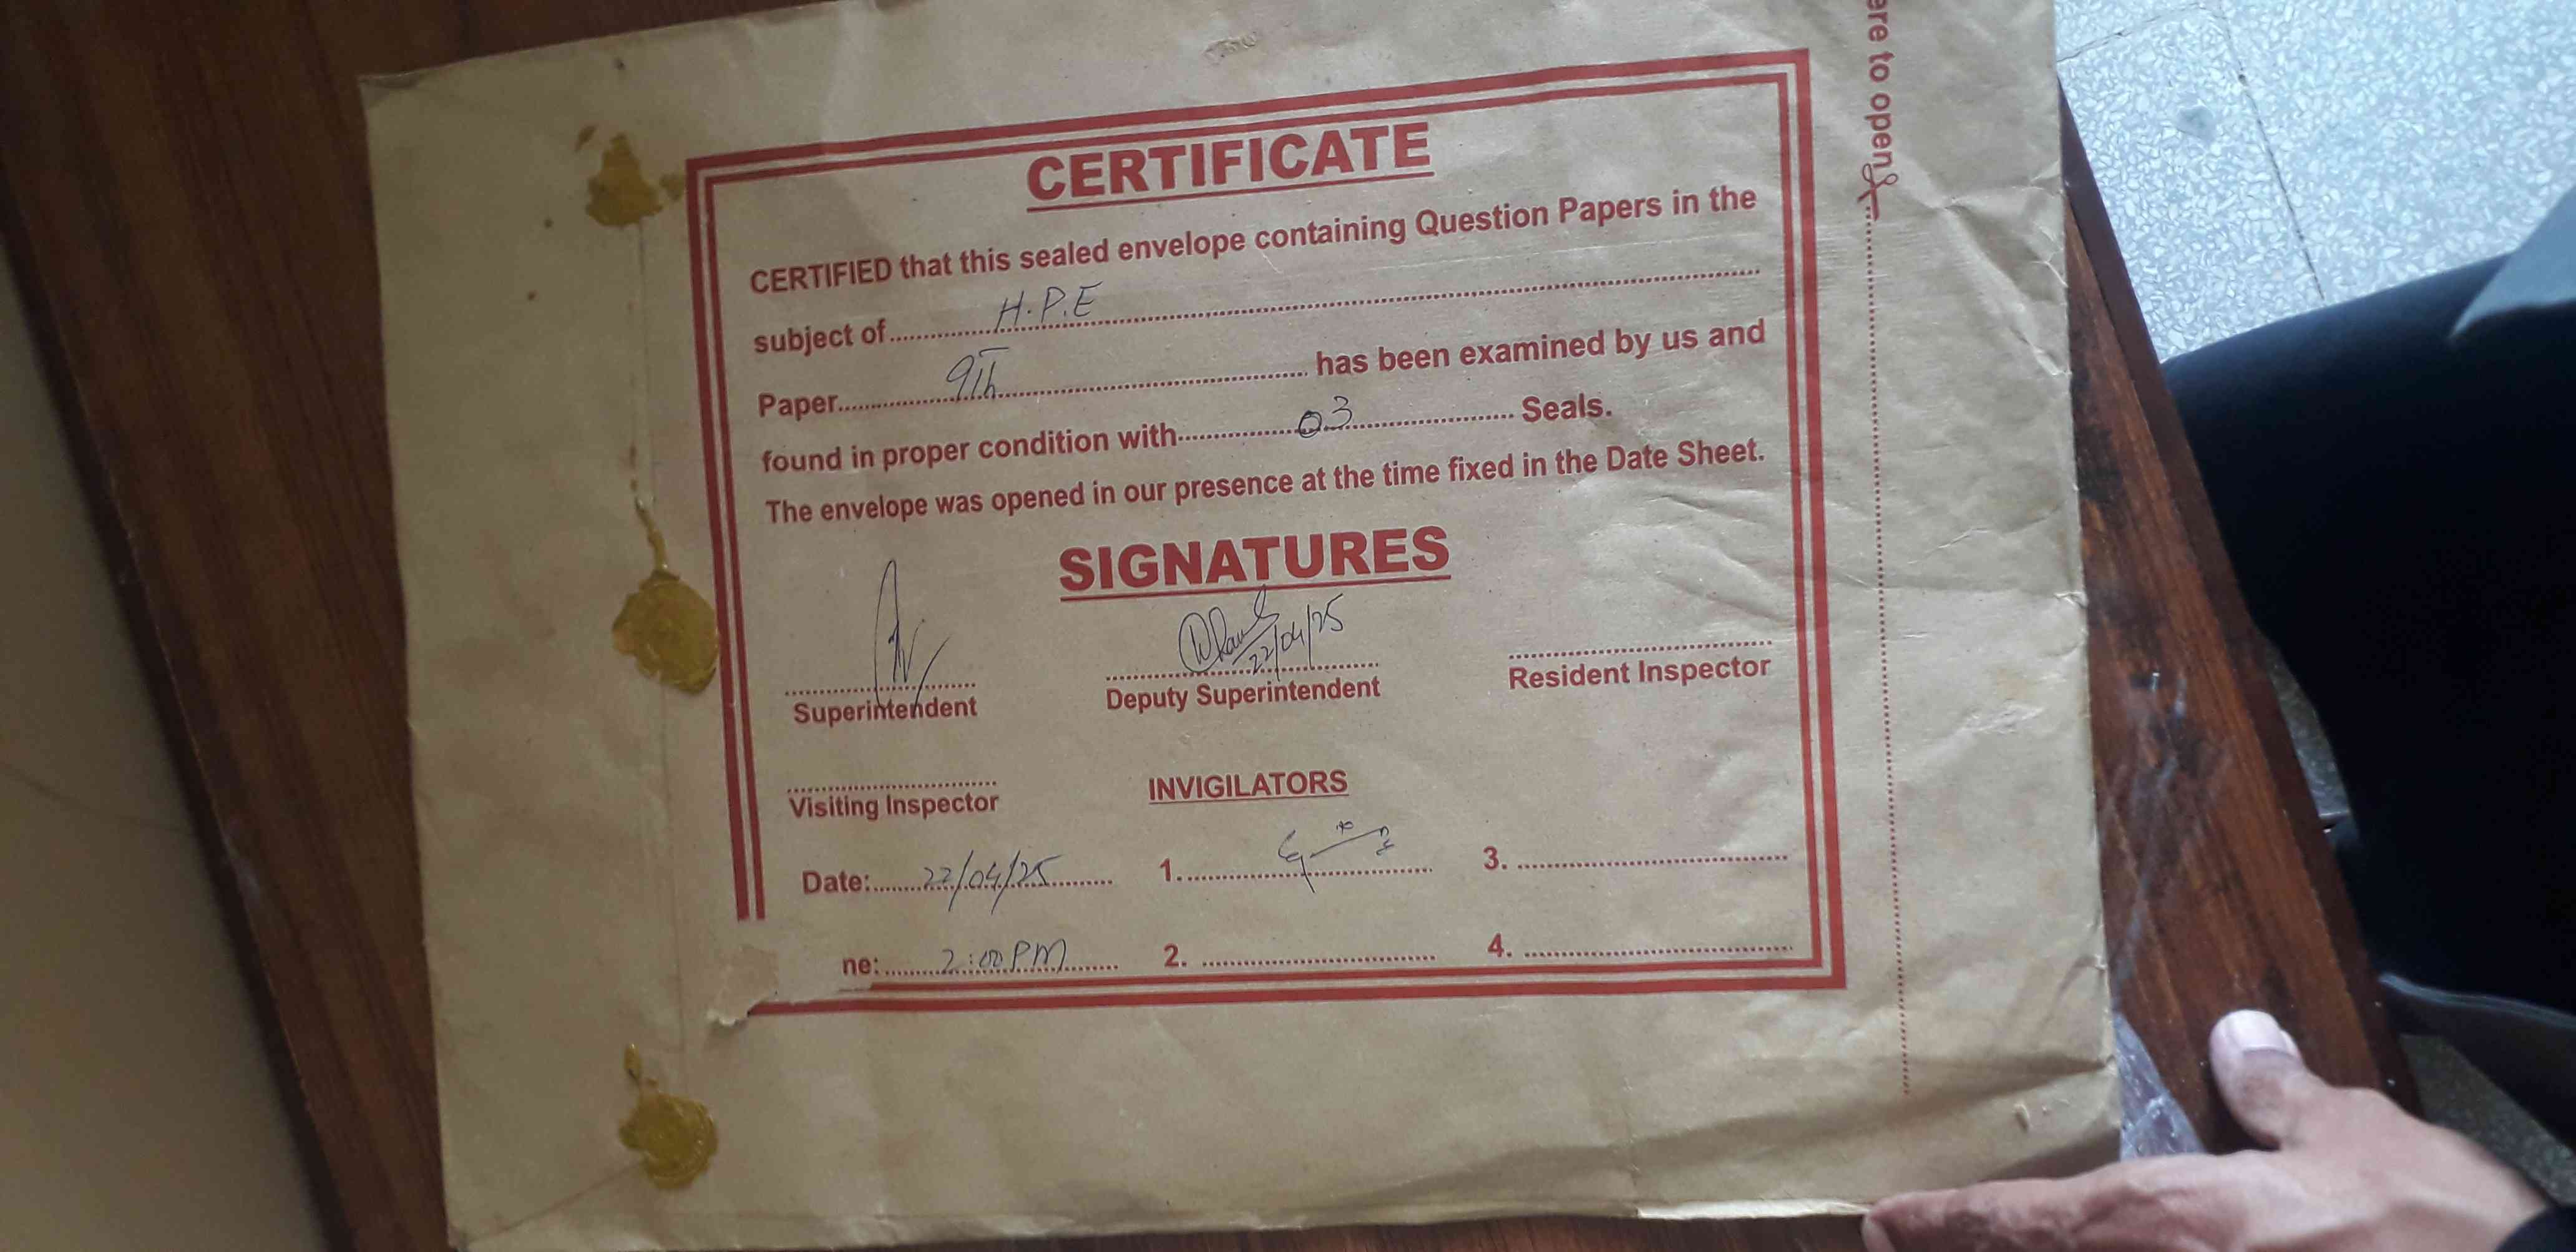 ere to open
CERTIFICATE
CERTIFIED that this sealed envelope containing Question Papers in the
subject of H.P.E
Paper 9th has been examined by us and
found in proper condition with 03 Seals.
The envelope was opened in our presence at the time fixed in the Date Sheet.
SIGNATURES
22/04/25
Superintendent Deputy Superintendent Resident Inspector
Visiting Inspector INVIGILATORS
Date: 22/04/25 1. 3.
ne: 2:00 PM 2. 4.